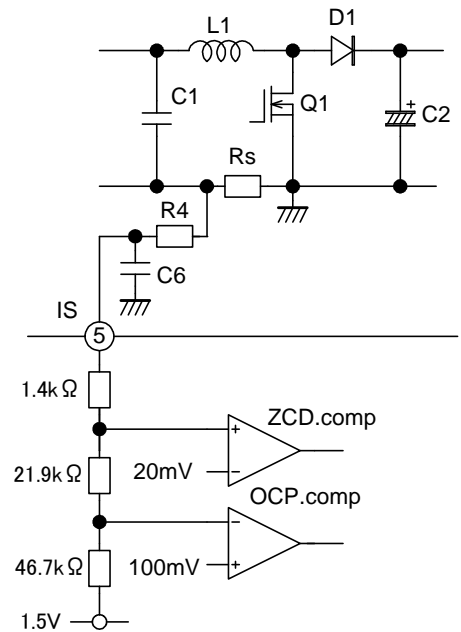 L1
D1
C1
Q1
+
C2
Rs
R4
C6
IS
5
1.4kΩ
ZCD.comp
+
21.9kΩ
20mV
−
OCP.comp
−
46.7kΩ
100mV
+
1.5V